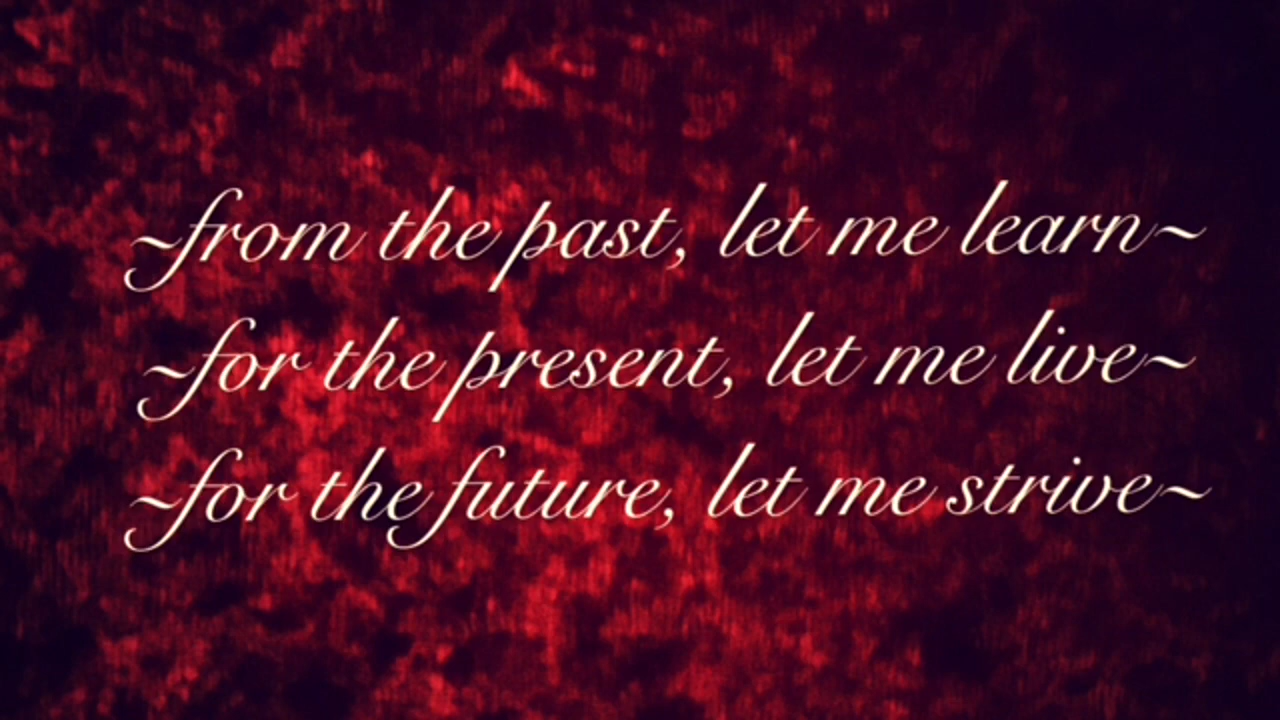 ~from the past, let me learn~
~for the present, let me live~
~for the future, let me strive~